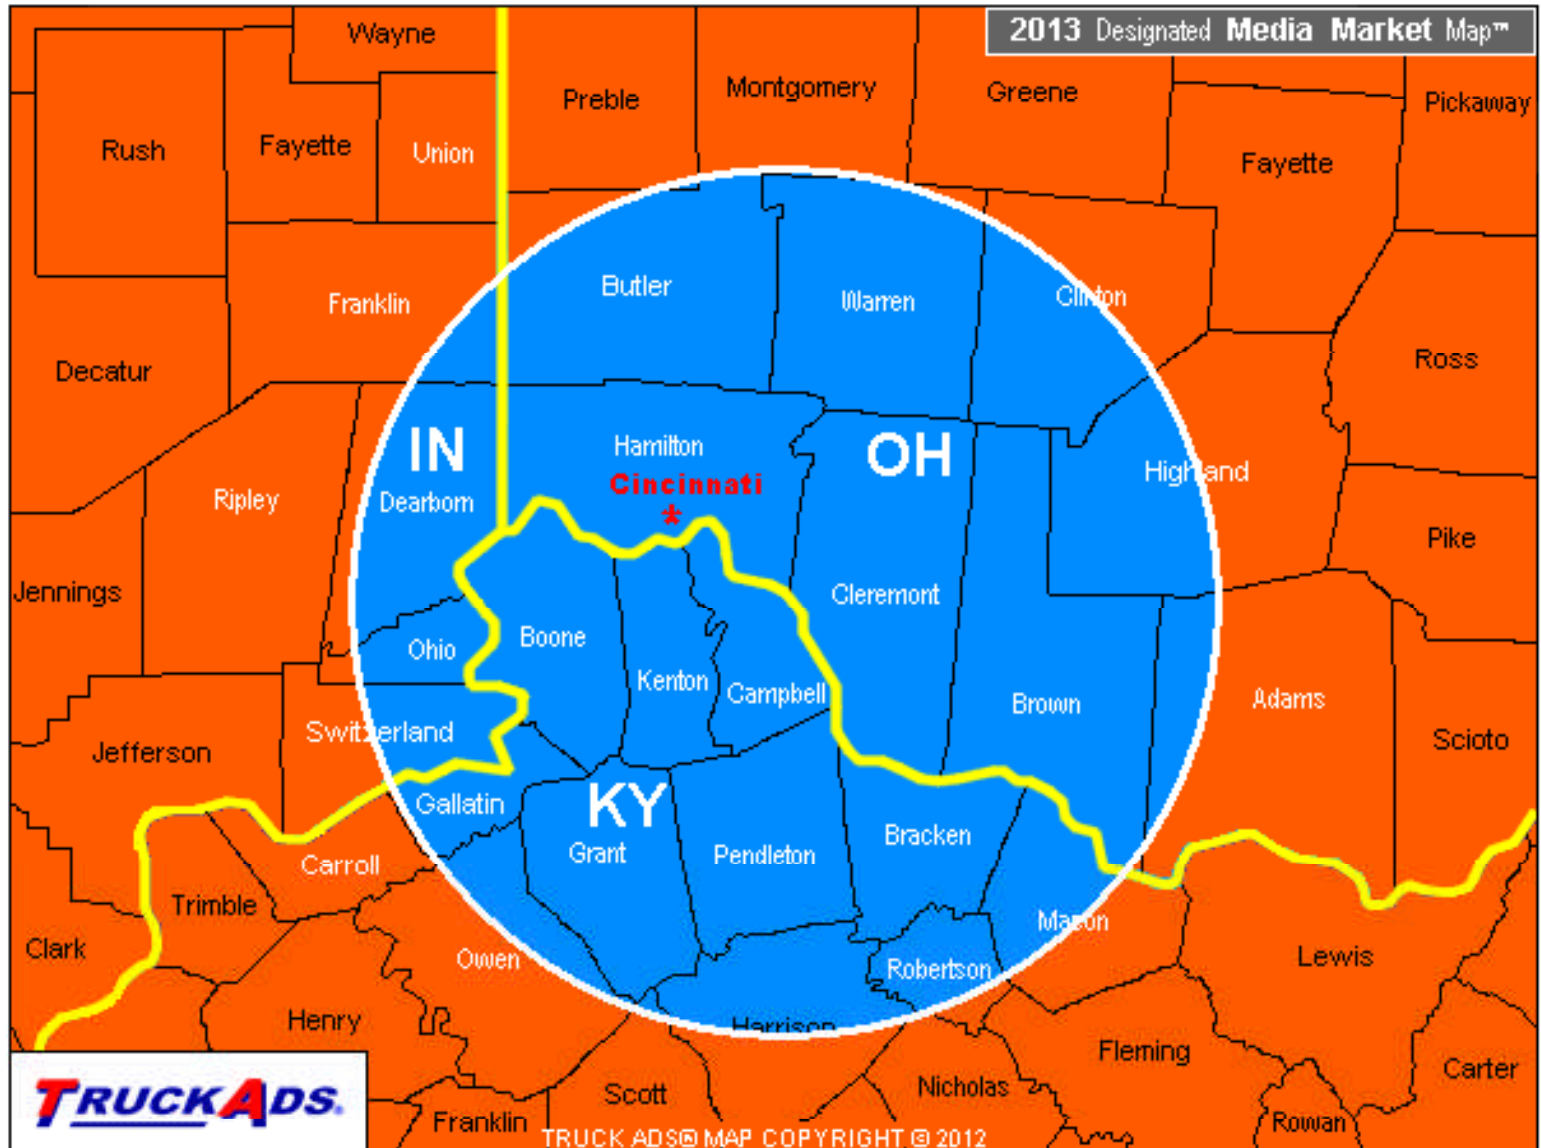 2013 Designated Media Market Map™
Wayne
Preble
Montgomery
Greene
Pickaway
Rush
Fayette
Union
Fayette
Franklin
Butler
Warren
Clinton
Decatur
Ross
IN
Hamilton
OH
Cincinnati
*
Ripley
Dearborn
Highland
Pike
Jennings
Cleremont
Ohio
Boone
Kenton
Campbell
Brown
Adams
Switzerland
Jefferson
Scioto
Gallatin
KY
Grant
Pendleton
Bracken
Carroll
Trimble
Mason
Clark
Owen
Robertson
Lewis
Henry
Harrison
Fleming
Carter
TRUCKADS®
Scott
Nicholas
Franklin
Rowan
TRUCK ADS® MAP COPYRIGHT © 2012